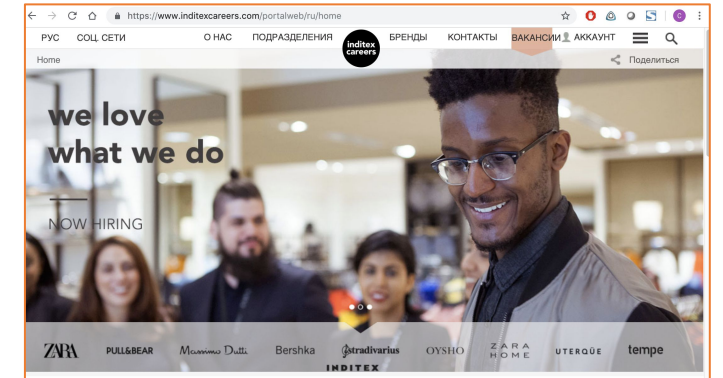 https://www.inditexcareers.com/portalweb/ru/home
C
РУС СОЦ. СЕТИ О НАС ПОДРАЗДЕЛЕНИЯ inditex careers БРЕНДЫ КОНТАКТЫ ВАКАНСИИ АККАУНТ
Home Поделиться
we love
what we do
NOW HIRING
ZARA PULL&BEAR Massimo Dutti Bershka stradivarius OYSHO ZARA HOME UTERQÜE tempe
INDITEX